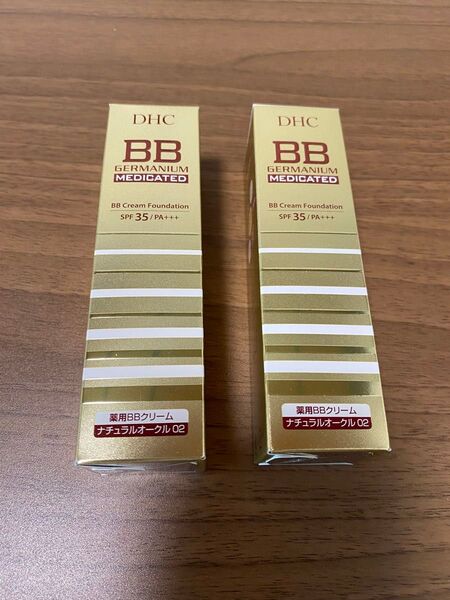 DHC
BB
GERMANIUM
MEDICATED
BB Cream Foundation
SPF 35 / PA+++
薬用BBクリーム
ナチュラルオークル 02
DHC
BB
GERMANIUM
MEDICATED
BB Cream Foundation
SPF 35 / PA+++
薬用BBクリーム
ナチュラルオークル 02